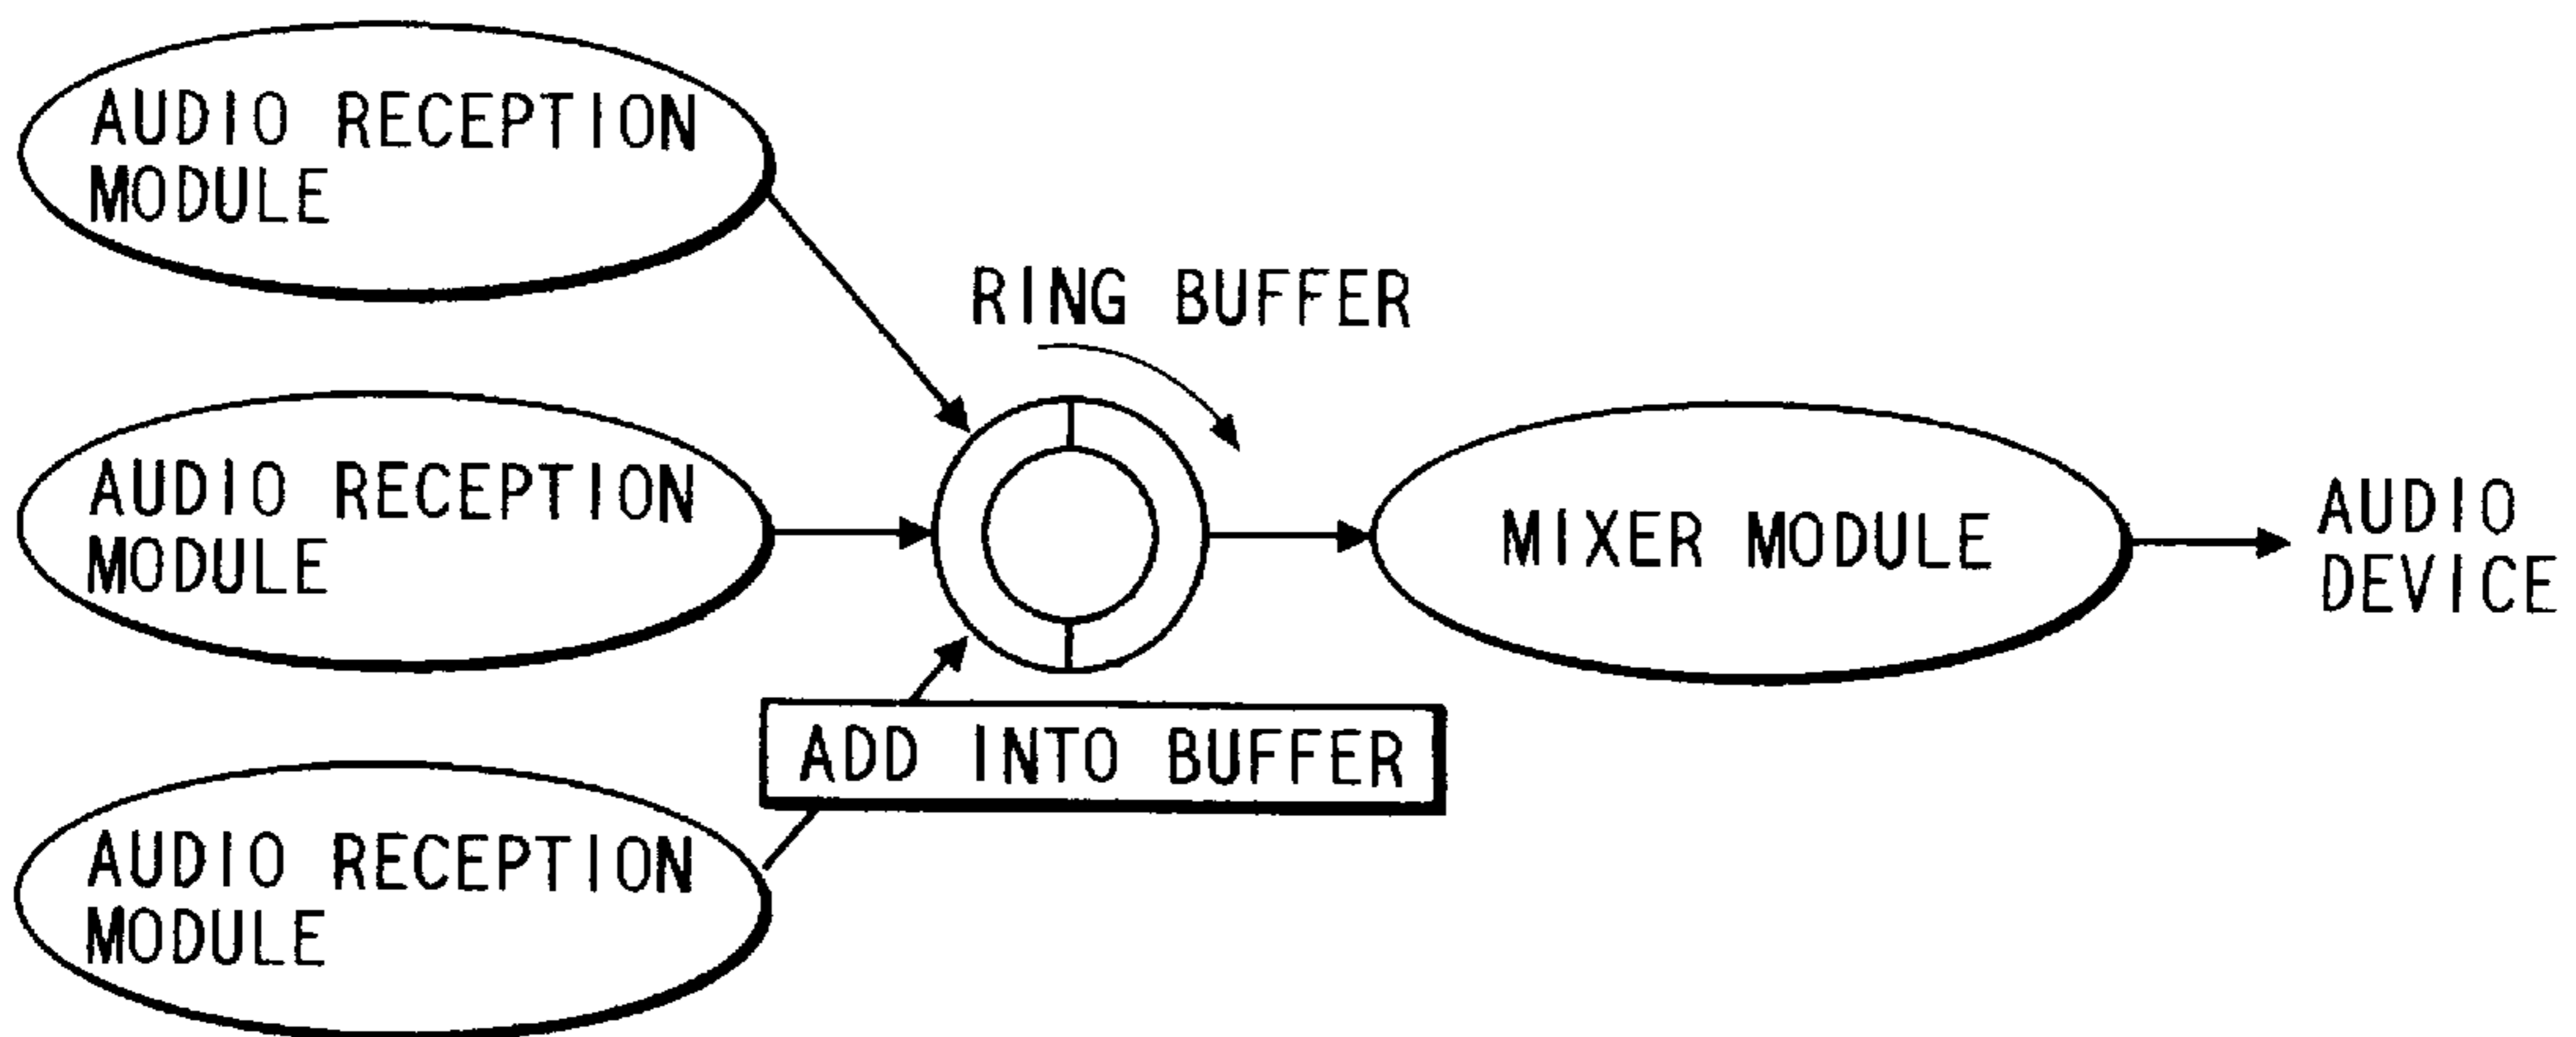 AUDIO RECEPTION
MODULE
RING BUFFER
AUDIO RECEPTION
MODULE
MIXER MODULE
AUDIO
DEVICE
ADD INTO BUFFER
AUDIO RECEPTION
MODULE